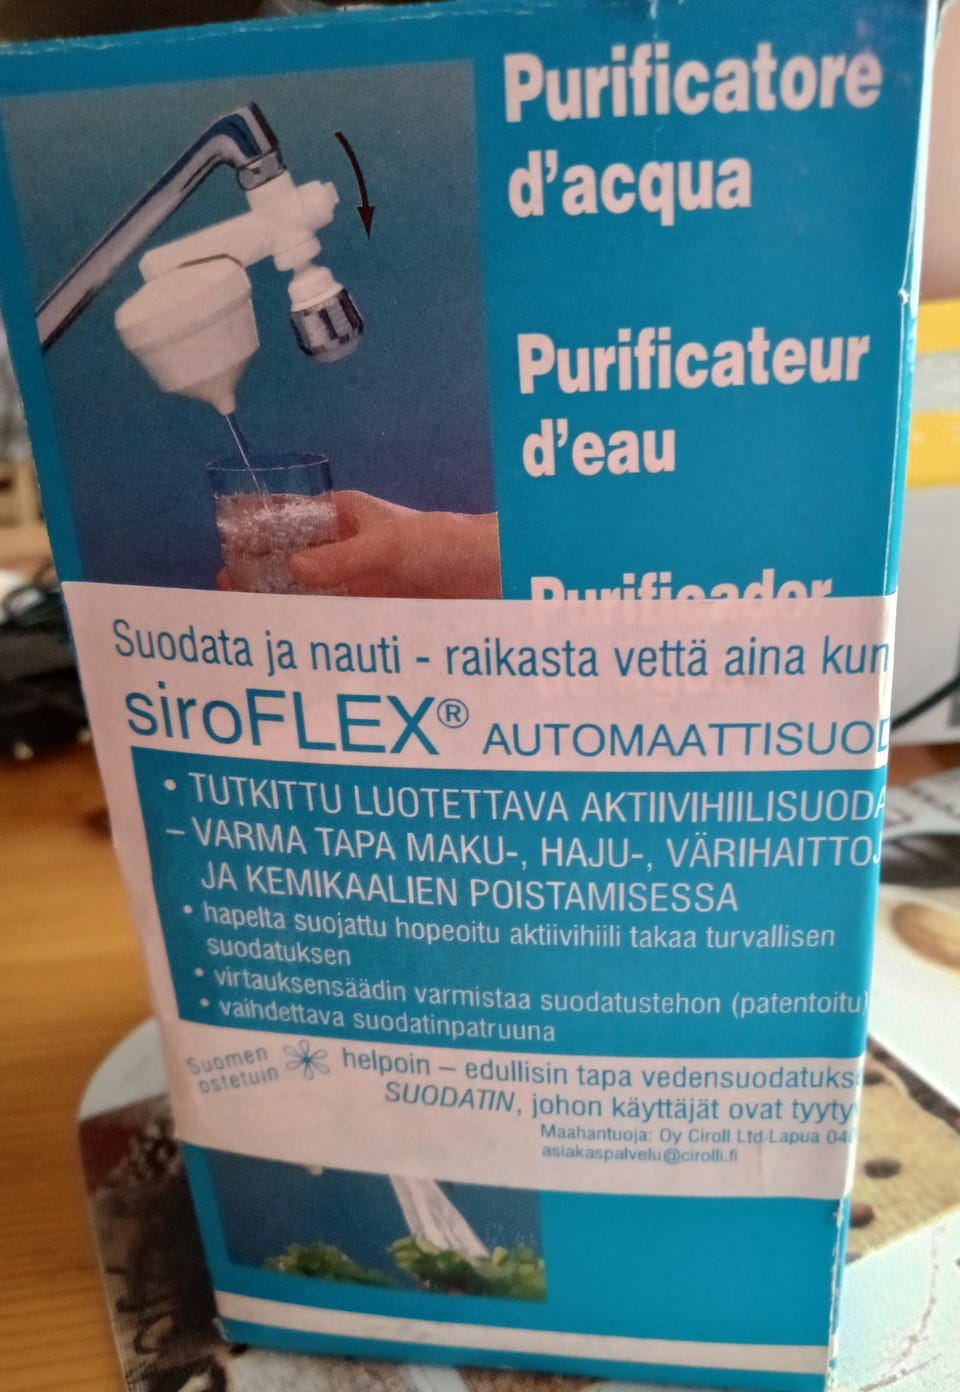 Purificatore
d'acqua
Purificateur
d'eau
Purificador
Suodata ja nauti - raikasta vettä aina kun
siroFLEX® AUTOMAATTISUOD
• TUTKITTU LUOTETTAVA AKTIIVIHIILISUODA
– VARMA TAPA MAKU-, HAJU-, VÄRIHAITTOJ
JA KEMIKAALIEN POISTAMISESSA
• hapelta suojattu hopeoitu aktiivihiili takaa turvallisen
suodatuksen
• virtauksensäädin varmistaa suodatustehon (patentoitu)
• vaihdettava suodatinpatruuna
Suomen
ostetuin
helpoin – edullisin tapa vedensuodatuks
SUODATIN, johon käyttäjät ovat tyyty
Maahantuoja: Oy Ciroll Ltd Lapua 040
asiakaspalvelu@cirolli.fi